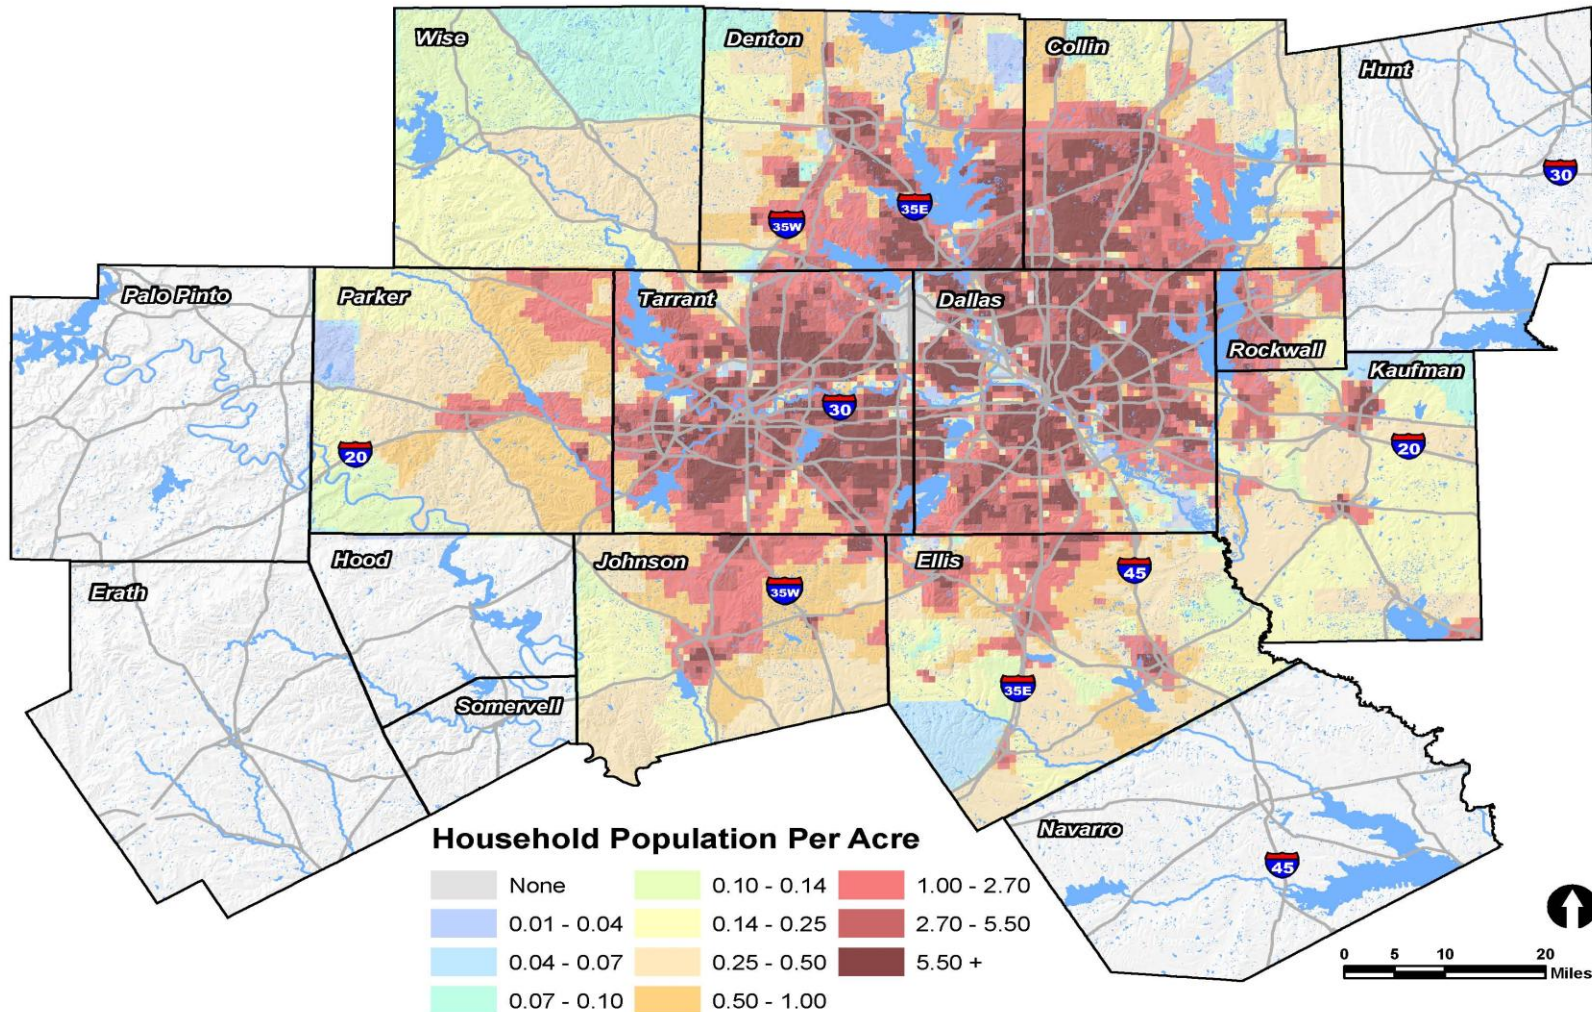 Wise
Denton
Collin
Hunt
30
35W
35E
Palo Pinto
Parker
Tarrant
Dallas
Rockwall
Kaufman
30
20
20
Hood
Johnson
Ellis
45
Erath
35W
35E
Somervell
Navarro
45
Household Population Per Acre
None
0.01 - 0.04
0.04 - 0.07
0.07 - 0.10
0.10 - 0.14
0.14 - 0.25
0.25 - 0.50
0.50 - 1.00
1.00 - 2.70
2.70 - 5.50
5.50 +
0 5 10 20
Miles